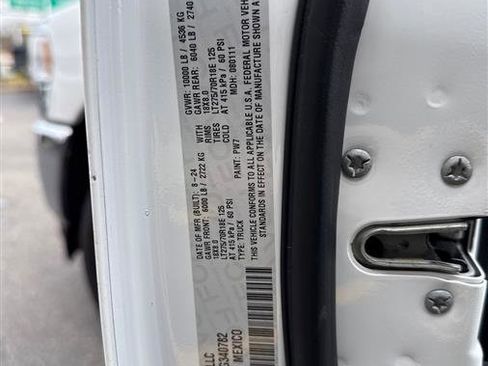 DATE OF MFR (BUILT): 8-24 GVWR: 10000 LB / 4536 KG
GAWR FRONT: 6000 LB / 2722 KG WITH GAWR REAR: 6040 LB / 2740
18X8.0 RIMS 18X8.0
LT275/70R18E 125 TIRES LT275/70R18E 125
AT 415 kPa / 60 PSI COLD AT 415 kPa / 60 PSI
TYPE: TRUCK PAINT: PW7 MDH: 080111
THIS VEHICLE CONFORMS TO ALL APPLICABLE U.S.A. FEDERAL MOTOR VEHI
STANDARDS IN EFFECT ON THE DATE OF MANUFACTURE SHOWN A
LLC
340782
MEXICO